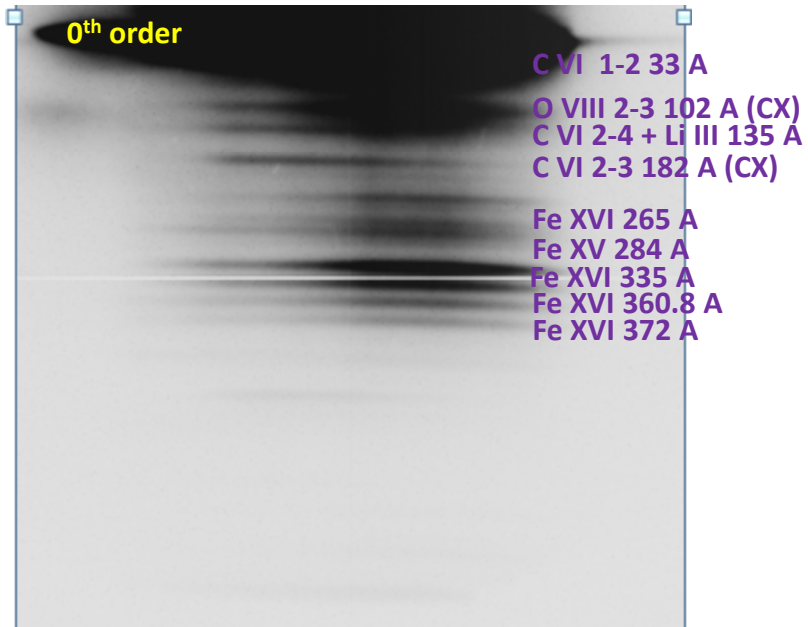 0th order
C VI 1-2 33 A
O VIII 2-3 102 A (CX)
C VI 2-4 + Li III 135 A
C VI 2-3 182 A (CX)
Fe XVI 265 A
Fe XV 284 A
Fe XVI 335 A
Fe XVI 360.8 A
Fe XVI 372 A